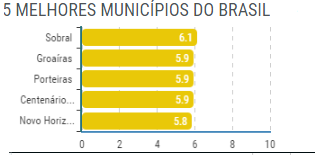 5 MELHORES MUNICÍPIOS DO BRASIL
Sobral 6.1
Groaíras 5.9
Porteiras 5.9
Centenário... 5.9
Novo Horiz... 5.8
0 2 4 6 8 10